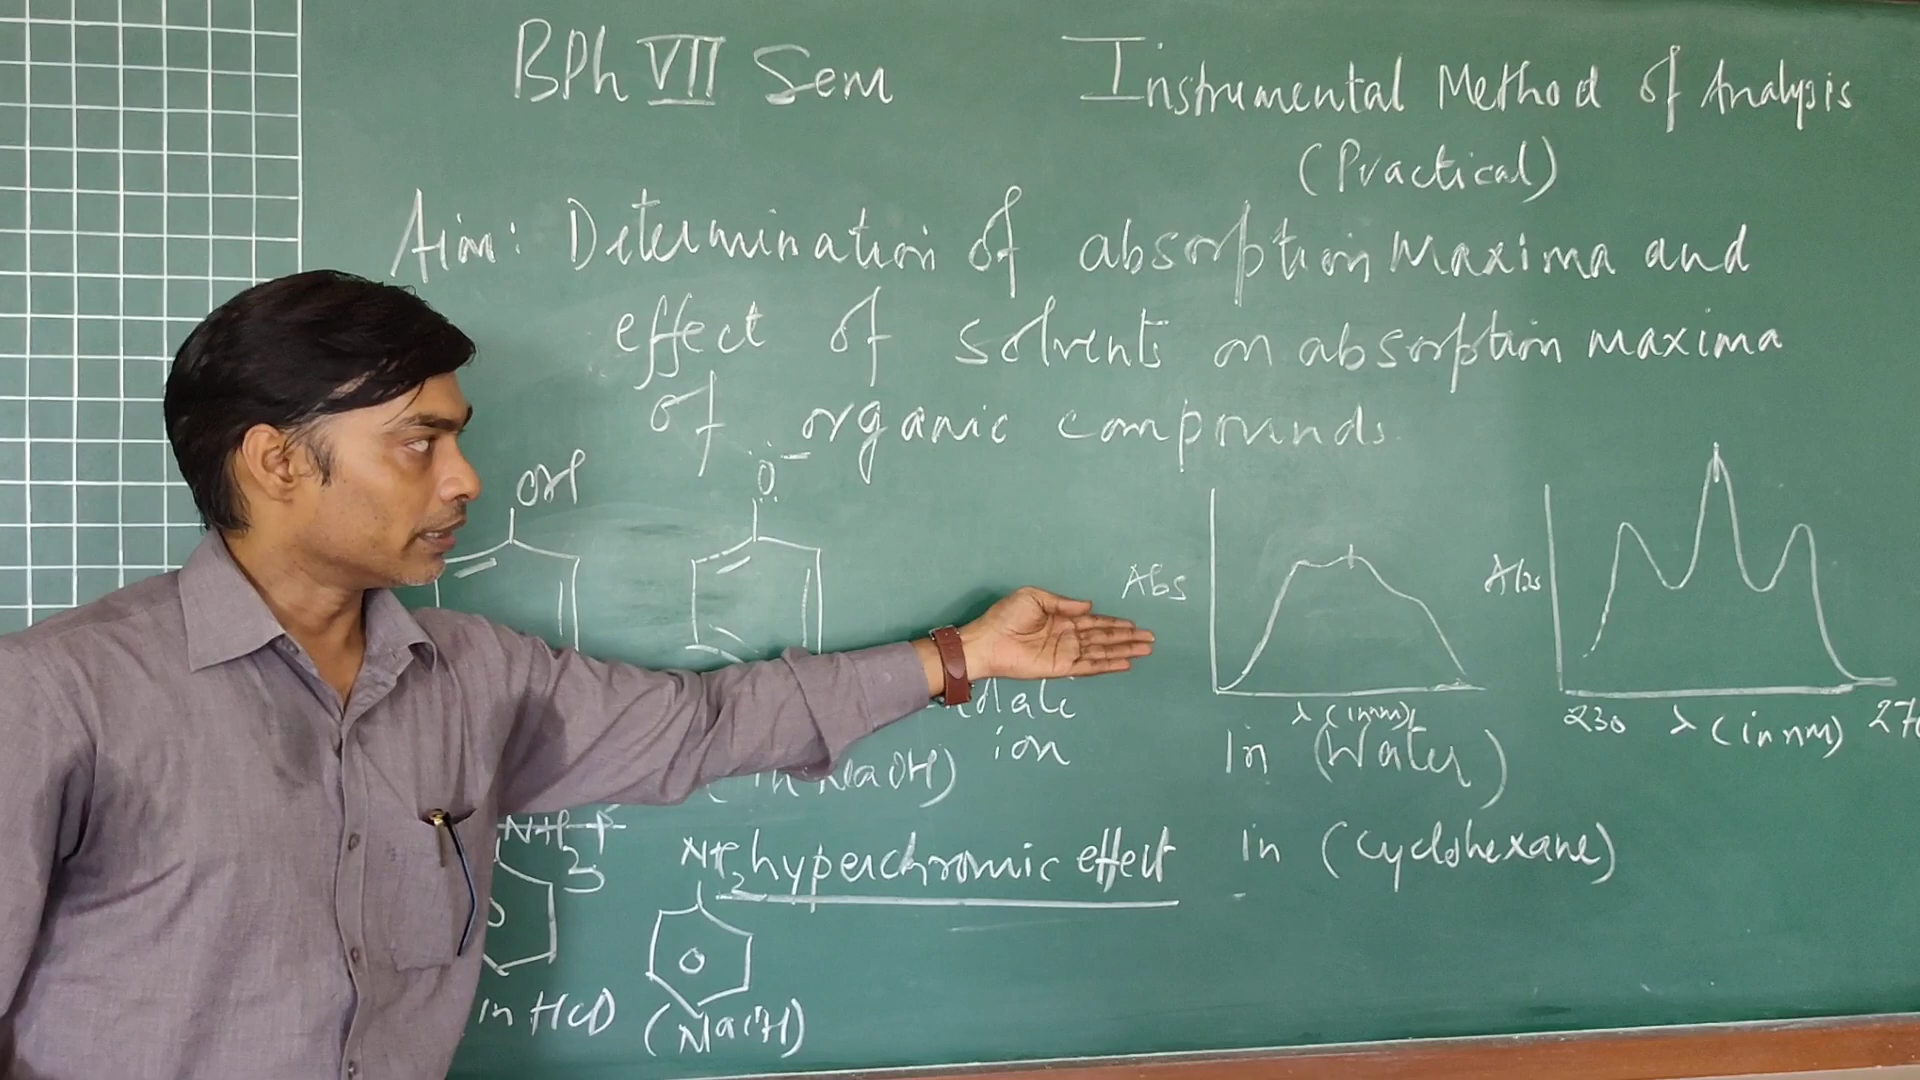 BPh VII Sem
Instrumental Method of Analysis
(Practical)
Aim: Determination of absorption Maxima and
effect of solvents on absorption maxima
of organic compounds.
OH
O⁻
Abs
λ (in nm)
In (Water)
Abs
230 λ (in nm)
ion
(in NaOH)
NH3+
NH2
hyperchromic effect
in (cyclohexane)
in HCl)
(NaOH)